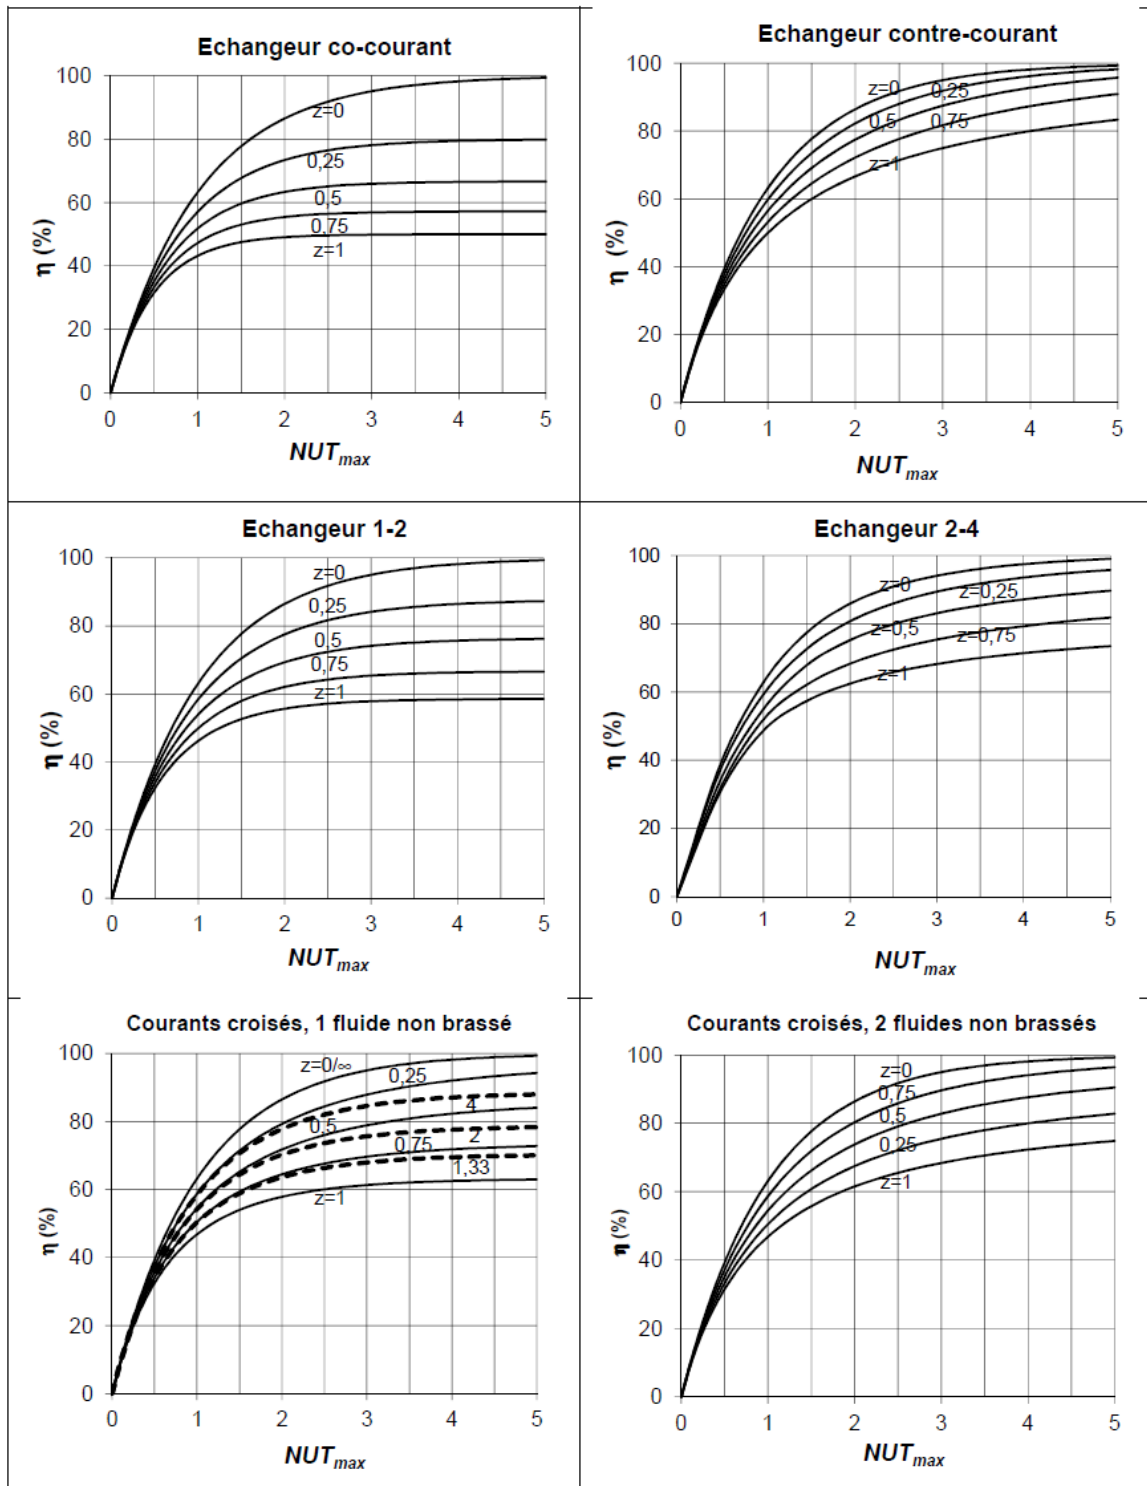 Echangeur co-courant
100
80
60
40
20
0
η (%)
z=0
0,25
0,5
0,75
z=1
0 1 2 3 4 5
NUTmax
Echangeur contre-courant
100
80
60
40
20
0
η (%)
z=0
0,25
0,5
0,75
z=1
0 1 2 3 4 5
NUTmax
Echangeur 1-2
100
80
60
40
20
0
η (%)
z=0
0,25
0,5
0,75
z=1
0 1 2 3 4 5
NUTmax
Echangeur 2-4
100
80
60
40
20
0
η (%)
z=0
z=0,25
z=0,5
z=0,75
z=1
0 1 2 3 4 5
NUTmax
Courants croisés, 1 fluide non brassé
100
80
60
40
20
0
η (%)
z=0/∞
0,25
4
0,5
2
0,75
1,33
z=1
0 1 2 3 4 5
NUTmax
Courants croisés, 2 fluides non brassés
100
80
60
40
20
0
η (%)
z=0
0,75
0,5
0,25
z=1
0 1 2 3 4 5
NUTmax